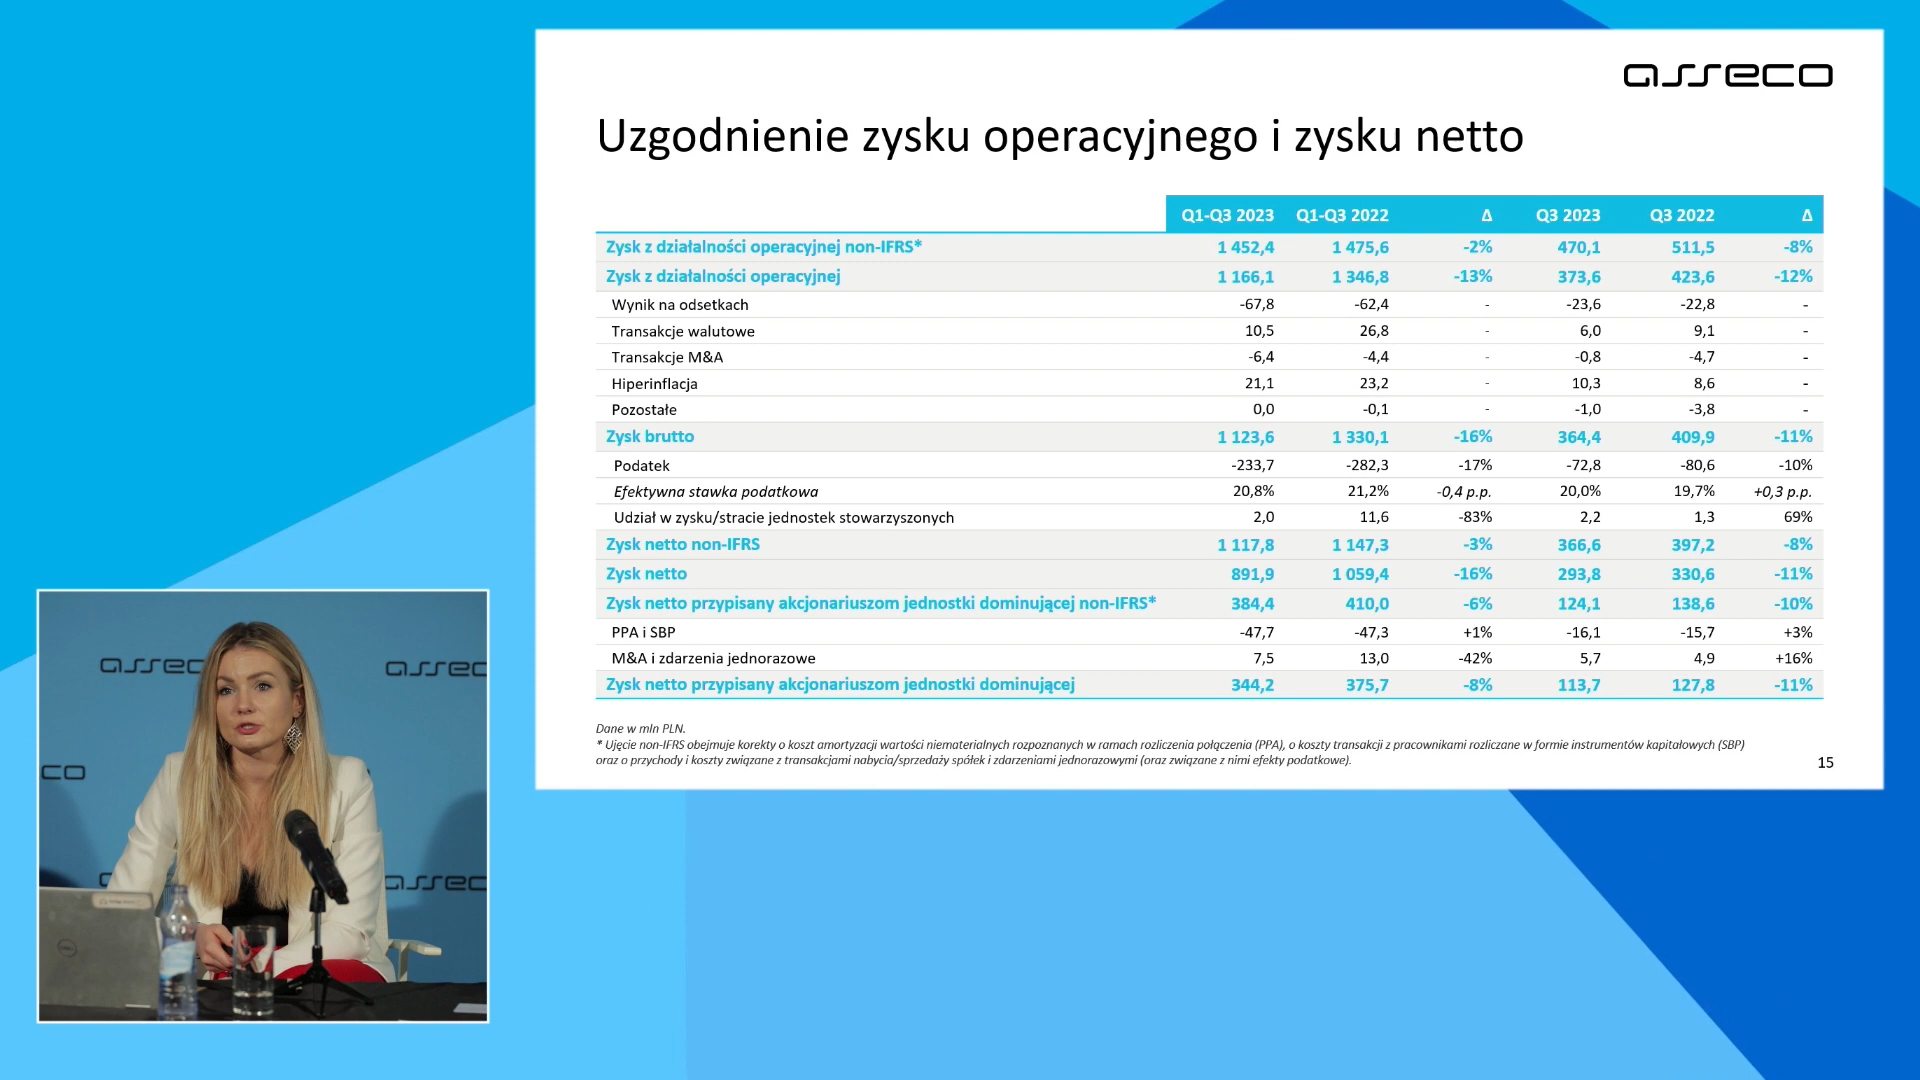 asseco
Uzgodnienie zysku operacyjnego i zysku netto
Q1-Q3 2023 Q1-Q3 2022 Δ Q3 2023 Q3 2022 Δ
Zysk z działalności operacyjnej non-IFRS* 1 452,4 1 475,6 -2% 470,1 511,5 -8%
Zysk z działalności operacyjnej 1 166,1 1 346,8 -13% 373,6 423,6 -12%
Wynik na odsetkach -67,8 -62,4 - -23,6 -22,8 -
Transakcje walutowe 10,5 26,8 - 6,0 9,1 -
Transakcje M&A -6,4 -4,4 - -0,8 -4,7 -
Hiperinflacja 21,1 23,2 - 10,3 8,6 -
Pozostałe 0,0 -0,1 - -1,0 -3,8 -
Zysk brutto 1 123,6 1 330,1 -16% 364,4 409,9 -11%
Podatek -233,7 -282,3 -17% -72,8 -80,6 -10%
Efektywna stawka podatkowa 20,8% 21,2% -0,4 p.p. 20,0% 19,7% +0,3 p.p.
Udział w zysku/stracie jednostek stowarzyszonych 2,0 11,6 -83% 2,2 1,3 69%
Zysk netto non-IFRS 1 117,8 1 147,3 -3% 366,6 397,2 -8%
Zysk netto 891,9 1 059,4 -16% 293,8 330,6 -11%
Zysk netto przypisany akcjonariuszom jednostki dominującej non-IFRS* 384,4 410,0 -6% 124,1 138,6 -10%
PPA i SBP -47,7 -47,3 +1% -16,1 -15,7 +3%
M&A i zdarzenia jednorazowe 7,5 13,0 -42% 5,7 4,9 +16%
Zysk netto przypisany akcjonariuszom jednostki dominującej 344,2 375,7 -8% 113,7 127,8 -11%
Dane w mln PLN.
* Ujęcie non-IFRS obejmuje korekty o koszt amortyzacji wartości niematerialnych rozpoznanych w ramach rozliczenia połączenia (PPA), o koszty transakcji z pracownikami rozliczane w formie instrumentów kapitałowych (SBP)
oraz o przychody i koszty związane z transakcjami nabycia/sprzedaży spółek i zdarzeniami jednorazowymi (oraz związane z nimi efekty podatkowe).
15
assec
assec
co
asseco
DELL